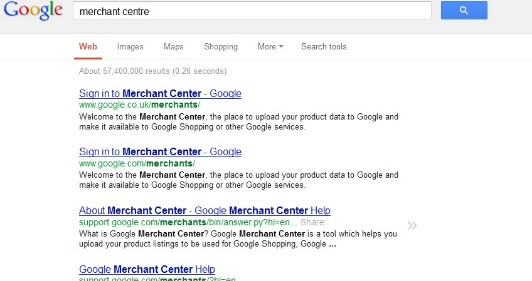 Google
merchant centre
Web Images Maps Shopping More Search tools
About 57,400,000 results (0.26 seconds)
Sign in to Merchant Center - Google
www.google.co.uk/merchants/
Welcome to the Merchant Center, the place to upload your product data to Google and
make it available to Google Shopping or other Google services.
Sign in to Merchant Center - Google
www.google.com/merchants/
Welcome to the Merchant Center, the place to upload your product data to Google and
make it available to Google Shopping or other Google services.
About Merchant Center - Google Merchant Center Help
support.google.com/merchants/bin/answer.py?hl=en... Share
What is Google Merchant Center? Google Merchant Center is a tool which helps you
upload your product listings to be used for Google Shopping, Google ...
Google Merchant Center Help
support.google.com/merchants/?hl=en